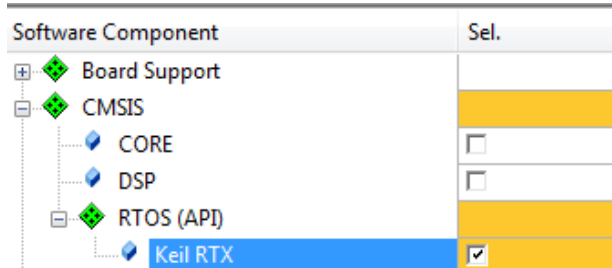 Software Component Sel.
Board Support
CMSIS
CORE
DSP
RTOS (API)
Keil RTX